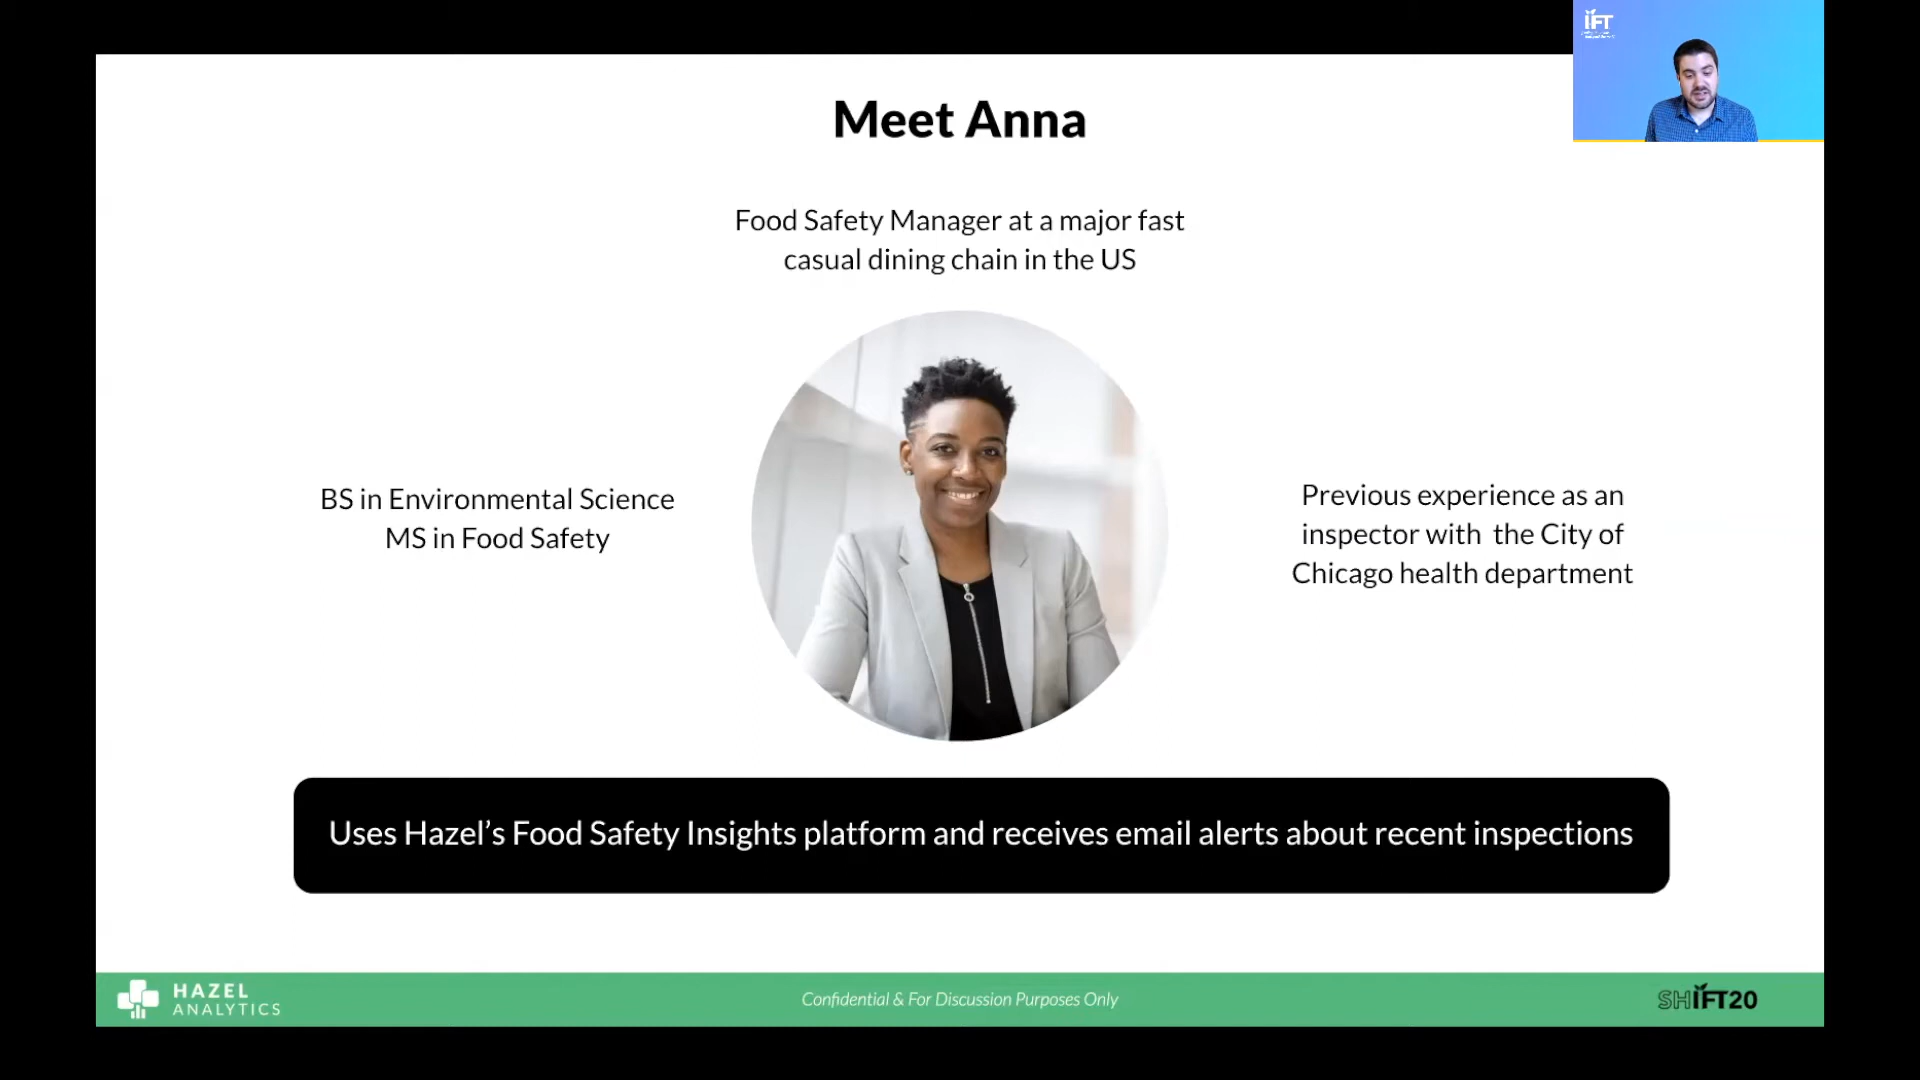 IFT
Meet Anna
Food Safety Manager at a major fast
casual dining chain in the US
BS in Environmental Science
MS in Food Safety
Previous experience as an
inspector with the City of
Chicago health department
Uses Hazel’s Food Safety Insights platform and receives email alerts about recent inspections
HAZEL
ANALYTICS
Confidential & For Discussion Purposes Only
SHIFT20